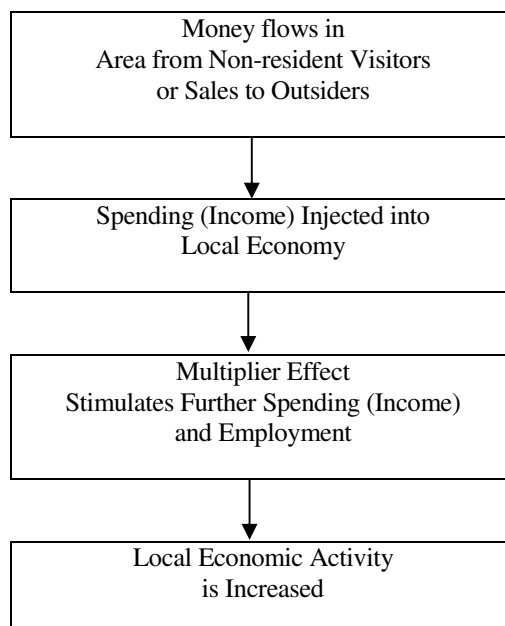 Money flows in
Area from Non-resident Visitors
or Sales to Outsiders
Spending (Income) Injected into
Local Economy
Multiplier Effect
Stimulates Further Spending (Income)
and Employment
Local Economic Activity
is Increased